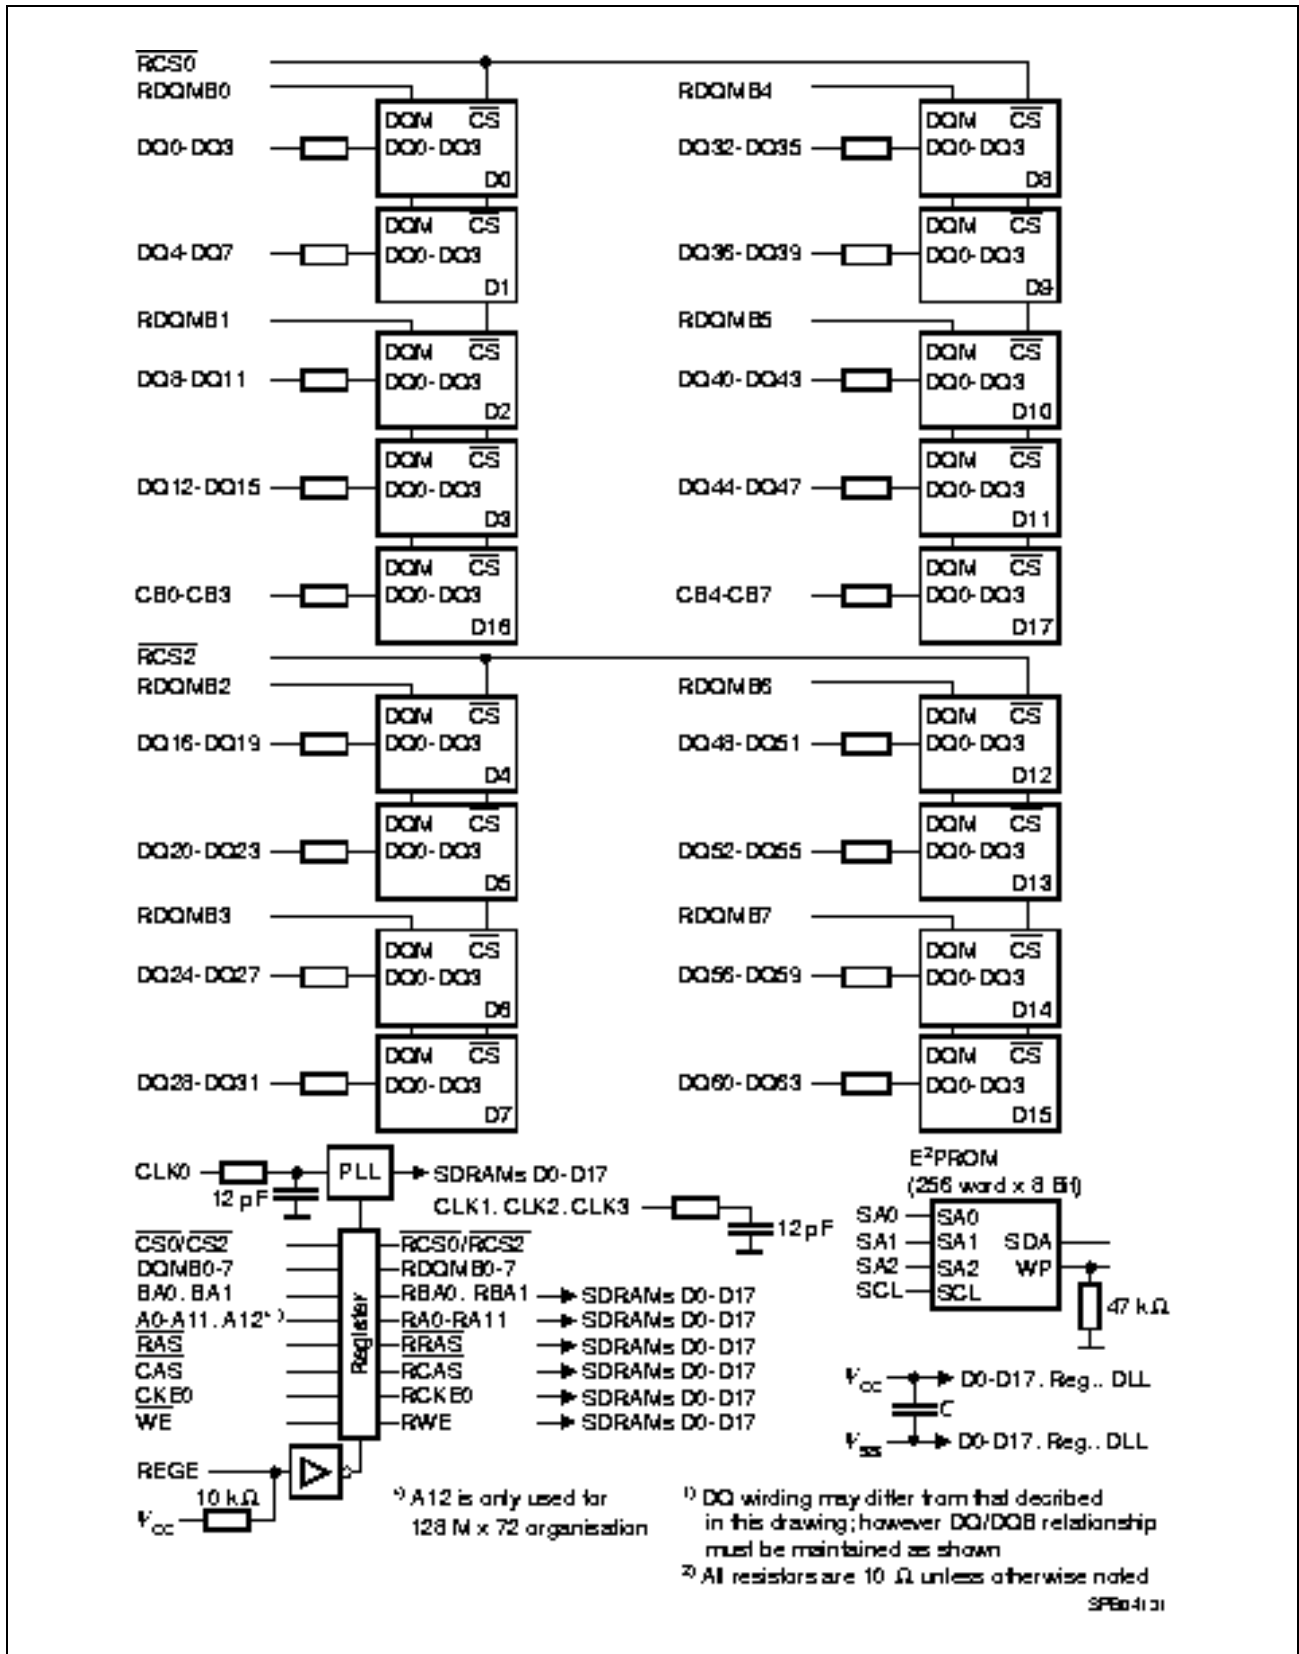 RCS0
RDQMB0 RDQMB4
DQM CS DQM CS
DQ0-DQ3 DQ0-DQ3 DQ32-DQ35 DQ0-DQ3
D0 D8
DQM CS DQM CS
DQ4-DQ7 DQ0-DQ3 DQ36-DQ39 DQ0-DQ3
D1 D9
RDQMB1 RDQMB5
DQM CS DQM CS
DQ8-DQ11 DQ0-DQ3 DQ40-DQ43 DQ0-DQ3
D2 D10
DQM CS DQM CS
DQ12-DQ15 DQ0-DQ3 DQ44-DQ47 DQ0-DQ3
D3 D11
DQM CS DQM CS
CB0-CB3 DQ0-DQ3 CB4-CB7 DQ0-DQ3
D16 D17
RCS2
RDQMB2 RDQMB6
DQM CS DQM CS
DQ16-DQ19 DQ0-DQ3 DQ48-DQ51 DQ0-DQ3
D4 D12
DQM CS DQM CS
DQ20-DQ23 DQ0-DQ3 DQ52-DQ55 DQ0-DQ3
D5 D13
RDQMB3 RDQMB7
DQM CS DQM CS
DQ24-DQ27 DQ0-DQ3 DQ56-DQ59 DQ0-DQ3
D6 D14
DQM CS DQM CS
DQ28-DQ31 DQ0-DQ3 DQ60-DQ63 DQ0-DQ3
D7 D15
CLK0 PLL SDRAMs D0-D17
12 pF
CLK1, CLK2, CLK3 12 pF
E²PROM
(256 word x 8 Bit)
SA0 SA0
SA1 SA1 SDA
SA2 SA2 WP
SCL SCL
47 kΩ
Register
CS0/CS2 RCS0/RCS2
DQMB0-7 RDQMB0-7
BA0, BA1 RBA0, RBA1 SDRAMs D0-D17
A0-A11, A12*) RA0-RA11 SDRAMs D0-D17
RAS RRAS SDRAMs D0-D17
CAS RCAS SDRAMs D0-D17
CKE0 RCKE0 SDRAMs D0-D17
WE RWE SDRAMs D0-D17
VCC D0-D17, Reg., DLL
C
VSS D0-D17, Reg., DLL
REGE
10 kΩ
VCC
*) A12 is only used for
128 M x 72 organisation
1) DQ wirding may differ from that decribed
in this drawing; however DQ/DQB relationship
must be maintained as shown
2) All resistors are 10 Ω unless otherwise noted